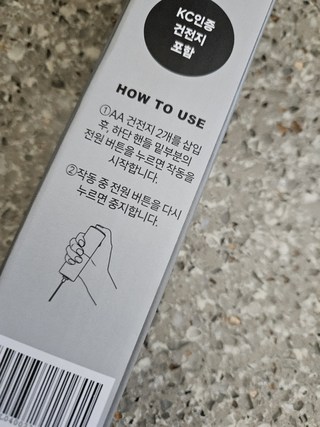 KC인증
건전지
포함
HOW TO USE
①AA 건전지 2개를 삽입
후, 하단 핸들 밑부분의
전원 버튼을 누르면 작동을
시작합니다.
②작동 중 전원 버튼을 다시
누르면 중지합니다.